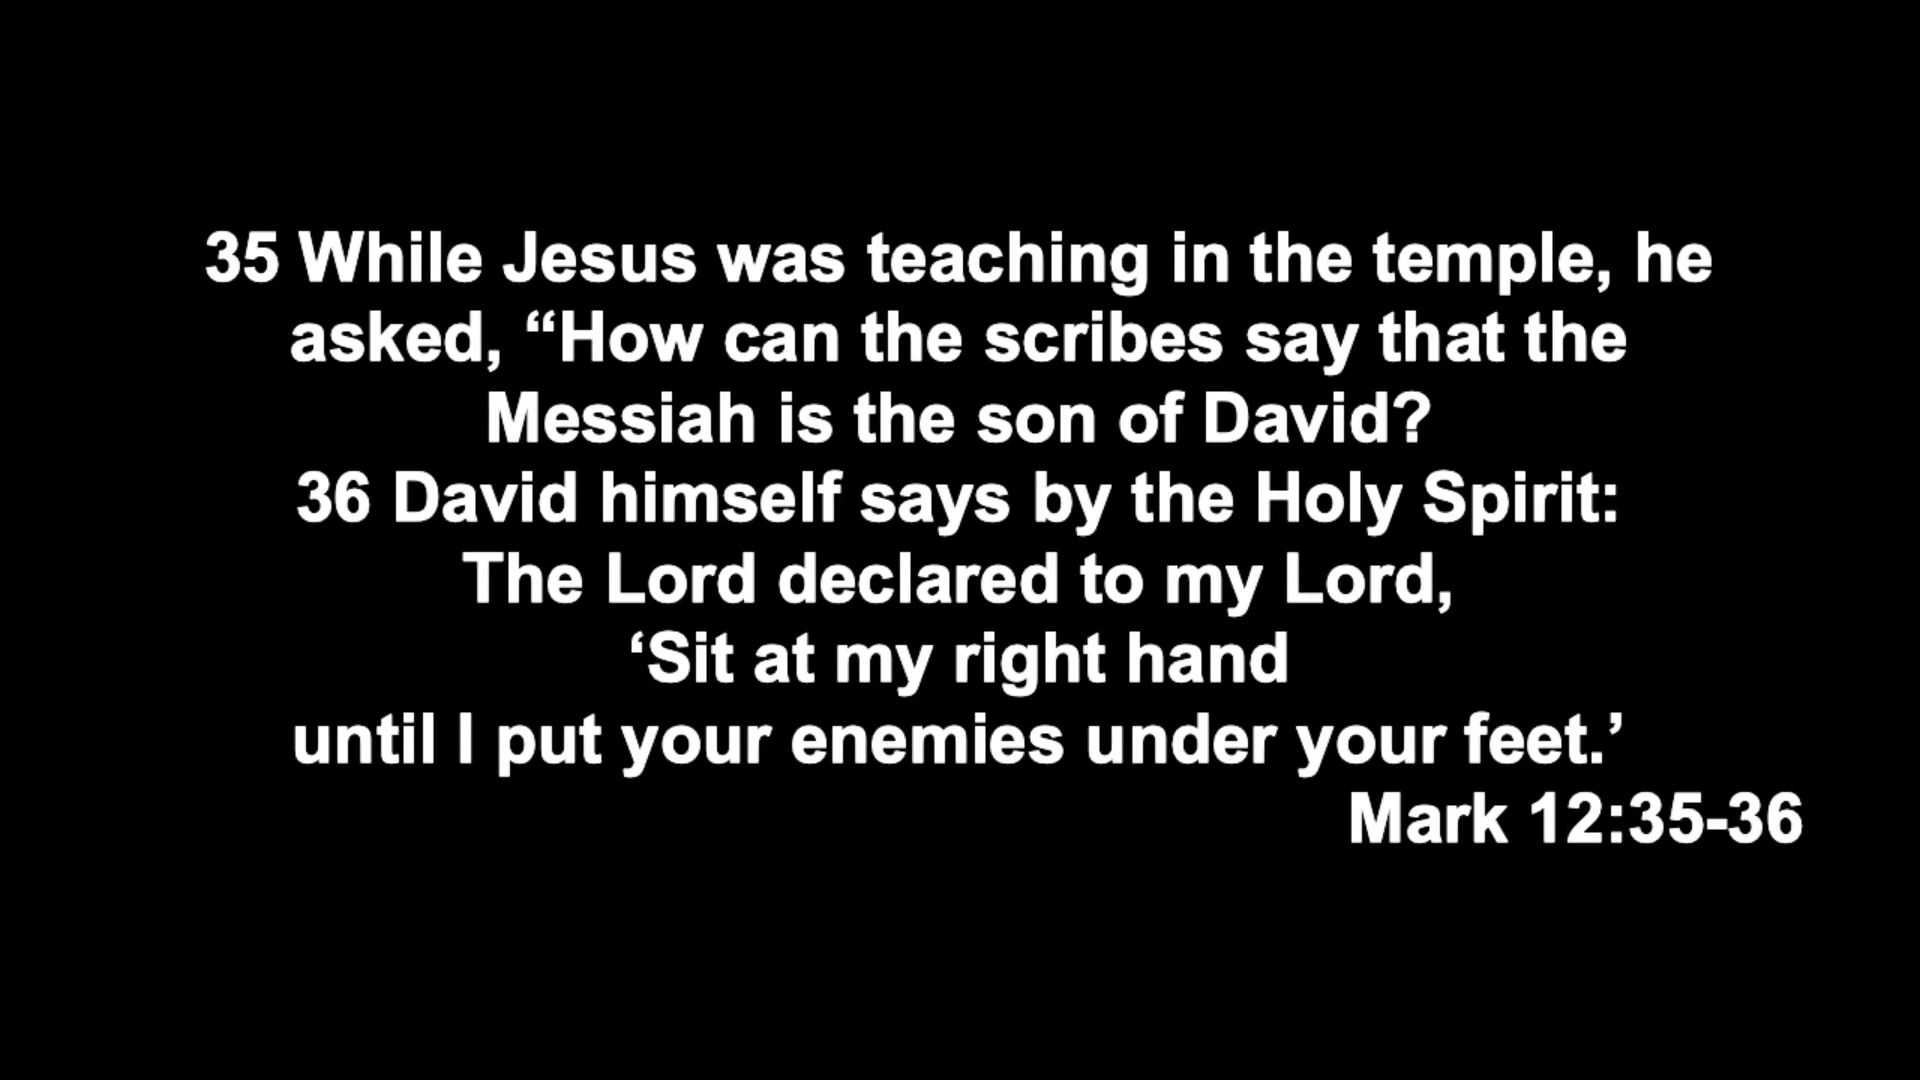 35 While Jesus was teaching in the temple, he
asked, “How can the scribes say that the
Messiah is the son of David?
36 David himself says by the Holy Spirit:
The Lord declared to my Lord,
‘Sit at my right hand
until I put your enemies under your feet.’
Mark 12:35-36